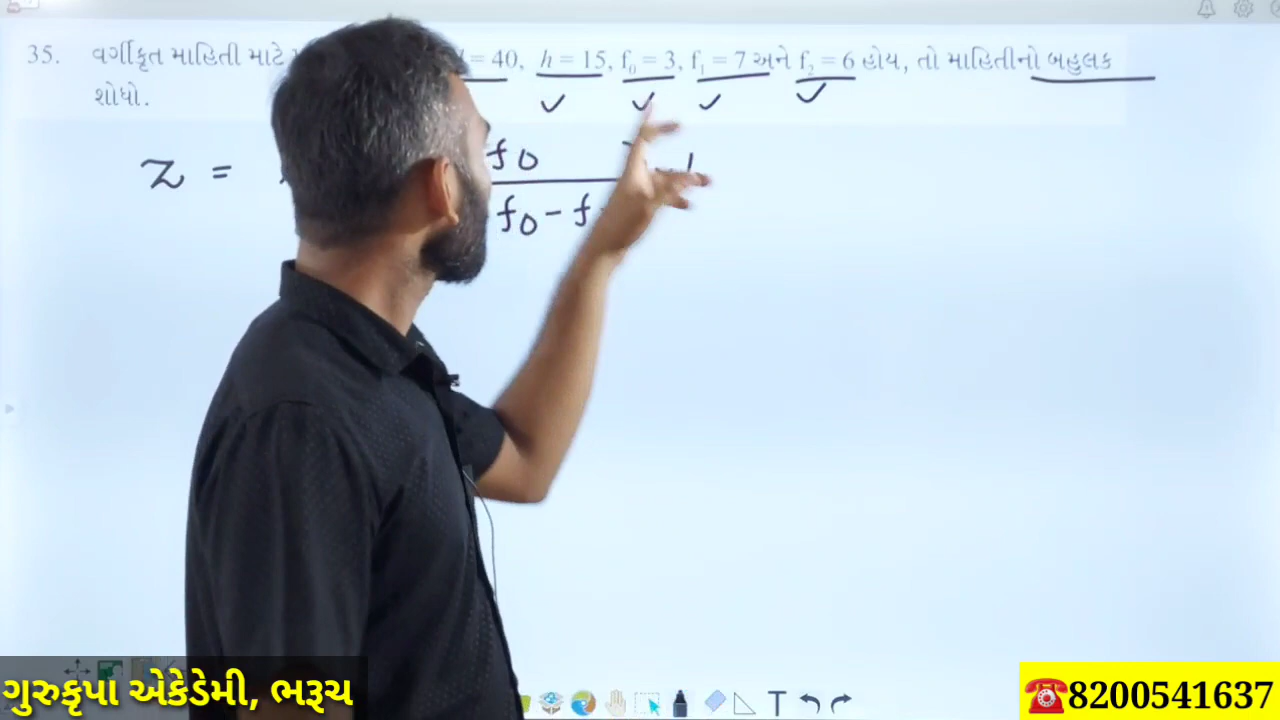 35. વર્ગીકૃત માહિતી માટે = 40, h = 15, f₀ = 3, f₁ = 7 અને f₂ = 6 હોય, તો માહિતીનો બહુલક
શોધો.
Z = f0
f0 - f
ગુરુકૃપા એકેડેમી, ભરૂચ
☎8200541637